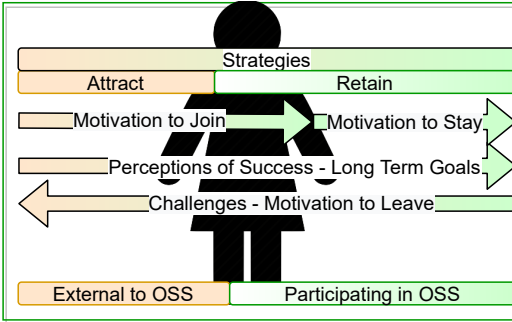 Strategies
Attract
Retain
Motivation to Join
Motivation to Stay
Perceptions of Success - Long Term Goals
Challenges - Motivation to Leave
External to OSS
Participating in OSS